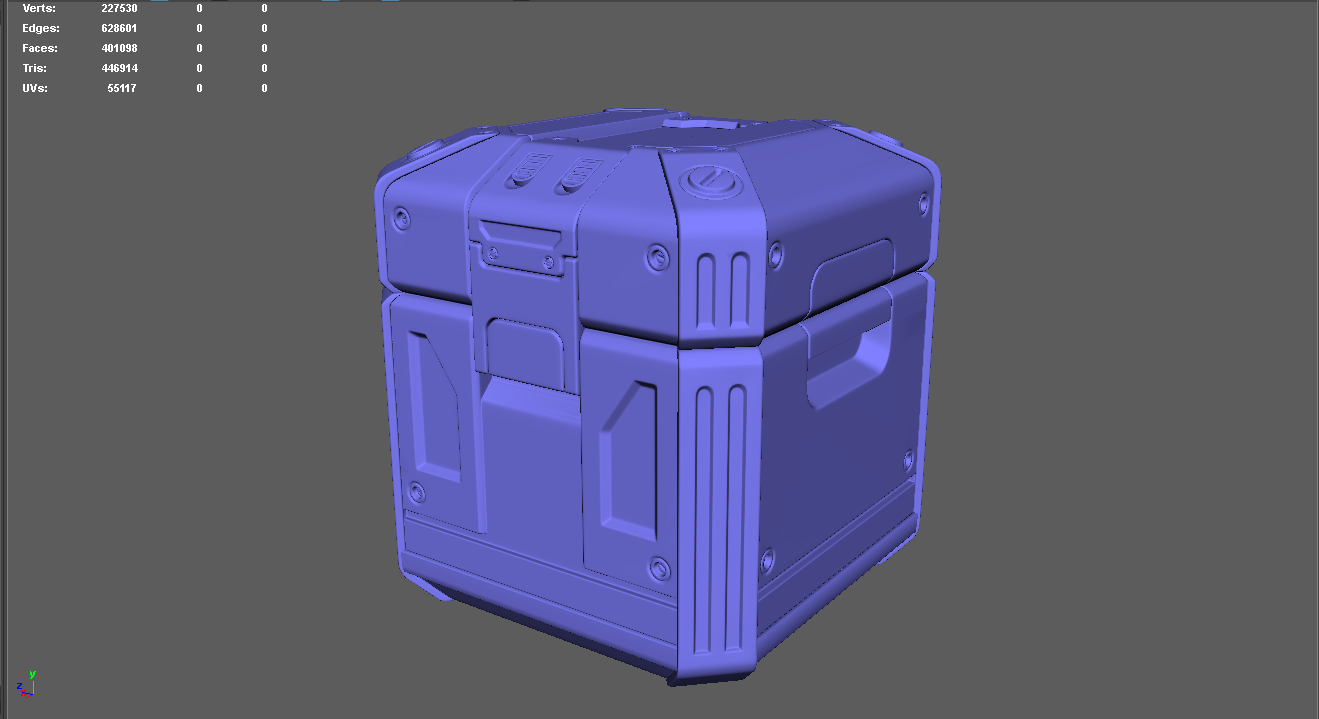 Verts: 227530 0 0
Edges: 628601 0 0
Faces: 401098 0 0
Tris: 446914 0 0
UVs: 55117 0 0
y
z